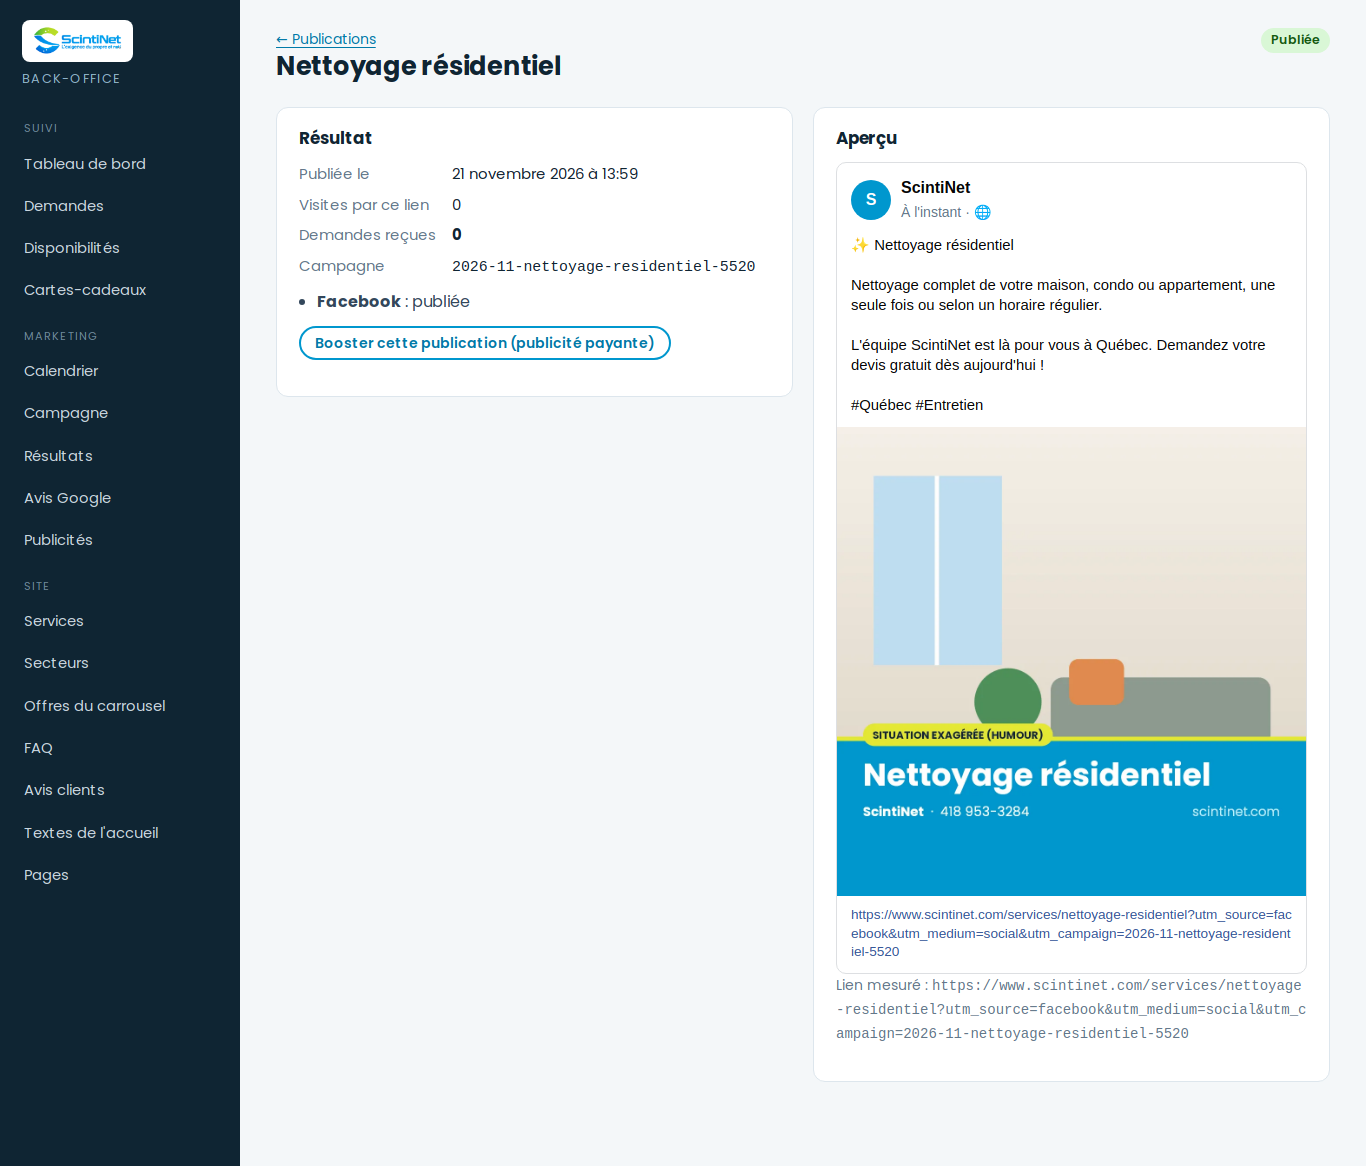 ScintiNet
L'exigence du propre et net!
BACK-OFFICE
SUIVI
Tableau de bord
Demandes
Disponibilités
Cartes-cadeaux
MARKETING
Calendrier
Campagne
Résultats
Avis Google
Publicités
SITE
Services
Secteurs
Offres du carrousel
FAQ
Avis clients
Textes de l'accueil
Pages
← Publications
Nettoyage résidentiel
Publiée
Résultat
Publiée le 21 novembre 2026 à 13:59
Visites par ce lien 0
Demandes reçues 0
Campagne 2026-11-nettoyage-residentiel-5520
• Facebook : publiée
Booster cette publication (publicité payante)
Aperçu
S
ScintiNet
À l'instant · 🌐
✨ Nettoyage résidentiel
Nettoyage complet de votre maison, condo ou appartement, une
seule fois ou selon un horaire régulier.
L'équipe ScintiNet est là pour vous à Québec. Demandez votre
devis gratuit dès aujourd'hui !
#Québec #Entretien
SITUATION EXAGÉRÉE (HUMOUR)
Nettoyage résidentiel
ScintiNet · 418 953-3284
scintinet.com
https://www.scintinet.com/services/nettoyage-residentiel?utm_source=fac
ebook&utm_medium=social&utm_campaign=2026-11-nettoyage-resident
iel-5520
Lien mesuré : https://www.scintinet.com/services/nettoyage
-residentiel?utm_source=facebook&utm_medium=social&utm_c
ampaign=2026-11-nettoyage-residentiel-5520